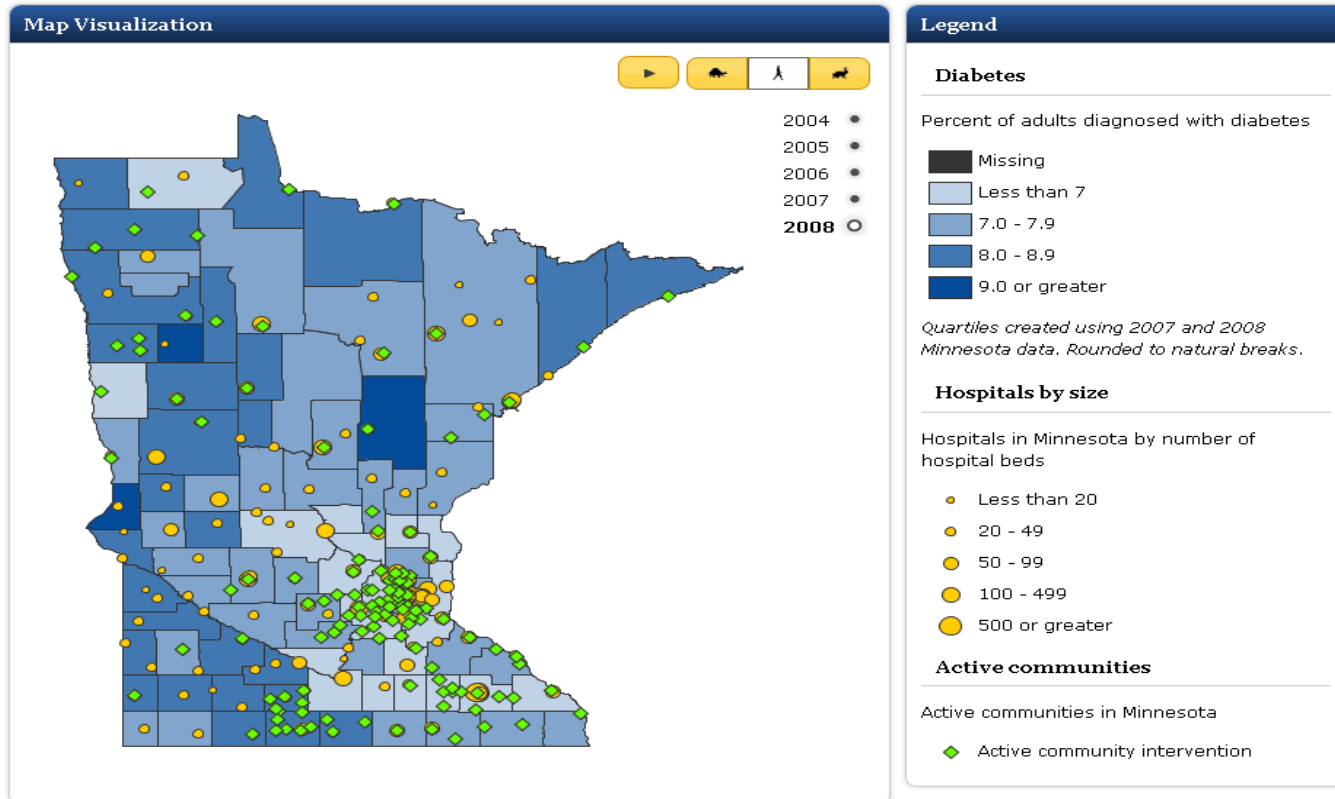 Map Visualization
2004
2005
2006
2007
2008
Legend
Diabetes
Percent of adults diagnosed with diabetes
Missing
Less than 7
7.0 - 7.9
8.0 - 8.9
9.0 or greater
Quartiles created using 2007 and 2008
Minnesota data. Rounded to natural breaks.
Hospitals by size
Hospitals in Minnesota by number of
hospital beds
Less than 20
20 - 49
50 - 99
100 - 499
500 or greater
Active communities
Active communities in Minnesota
Active community intervention